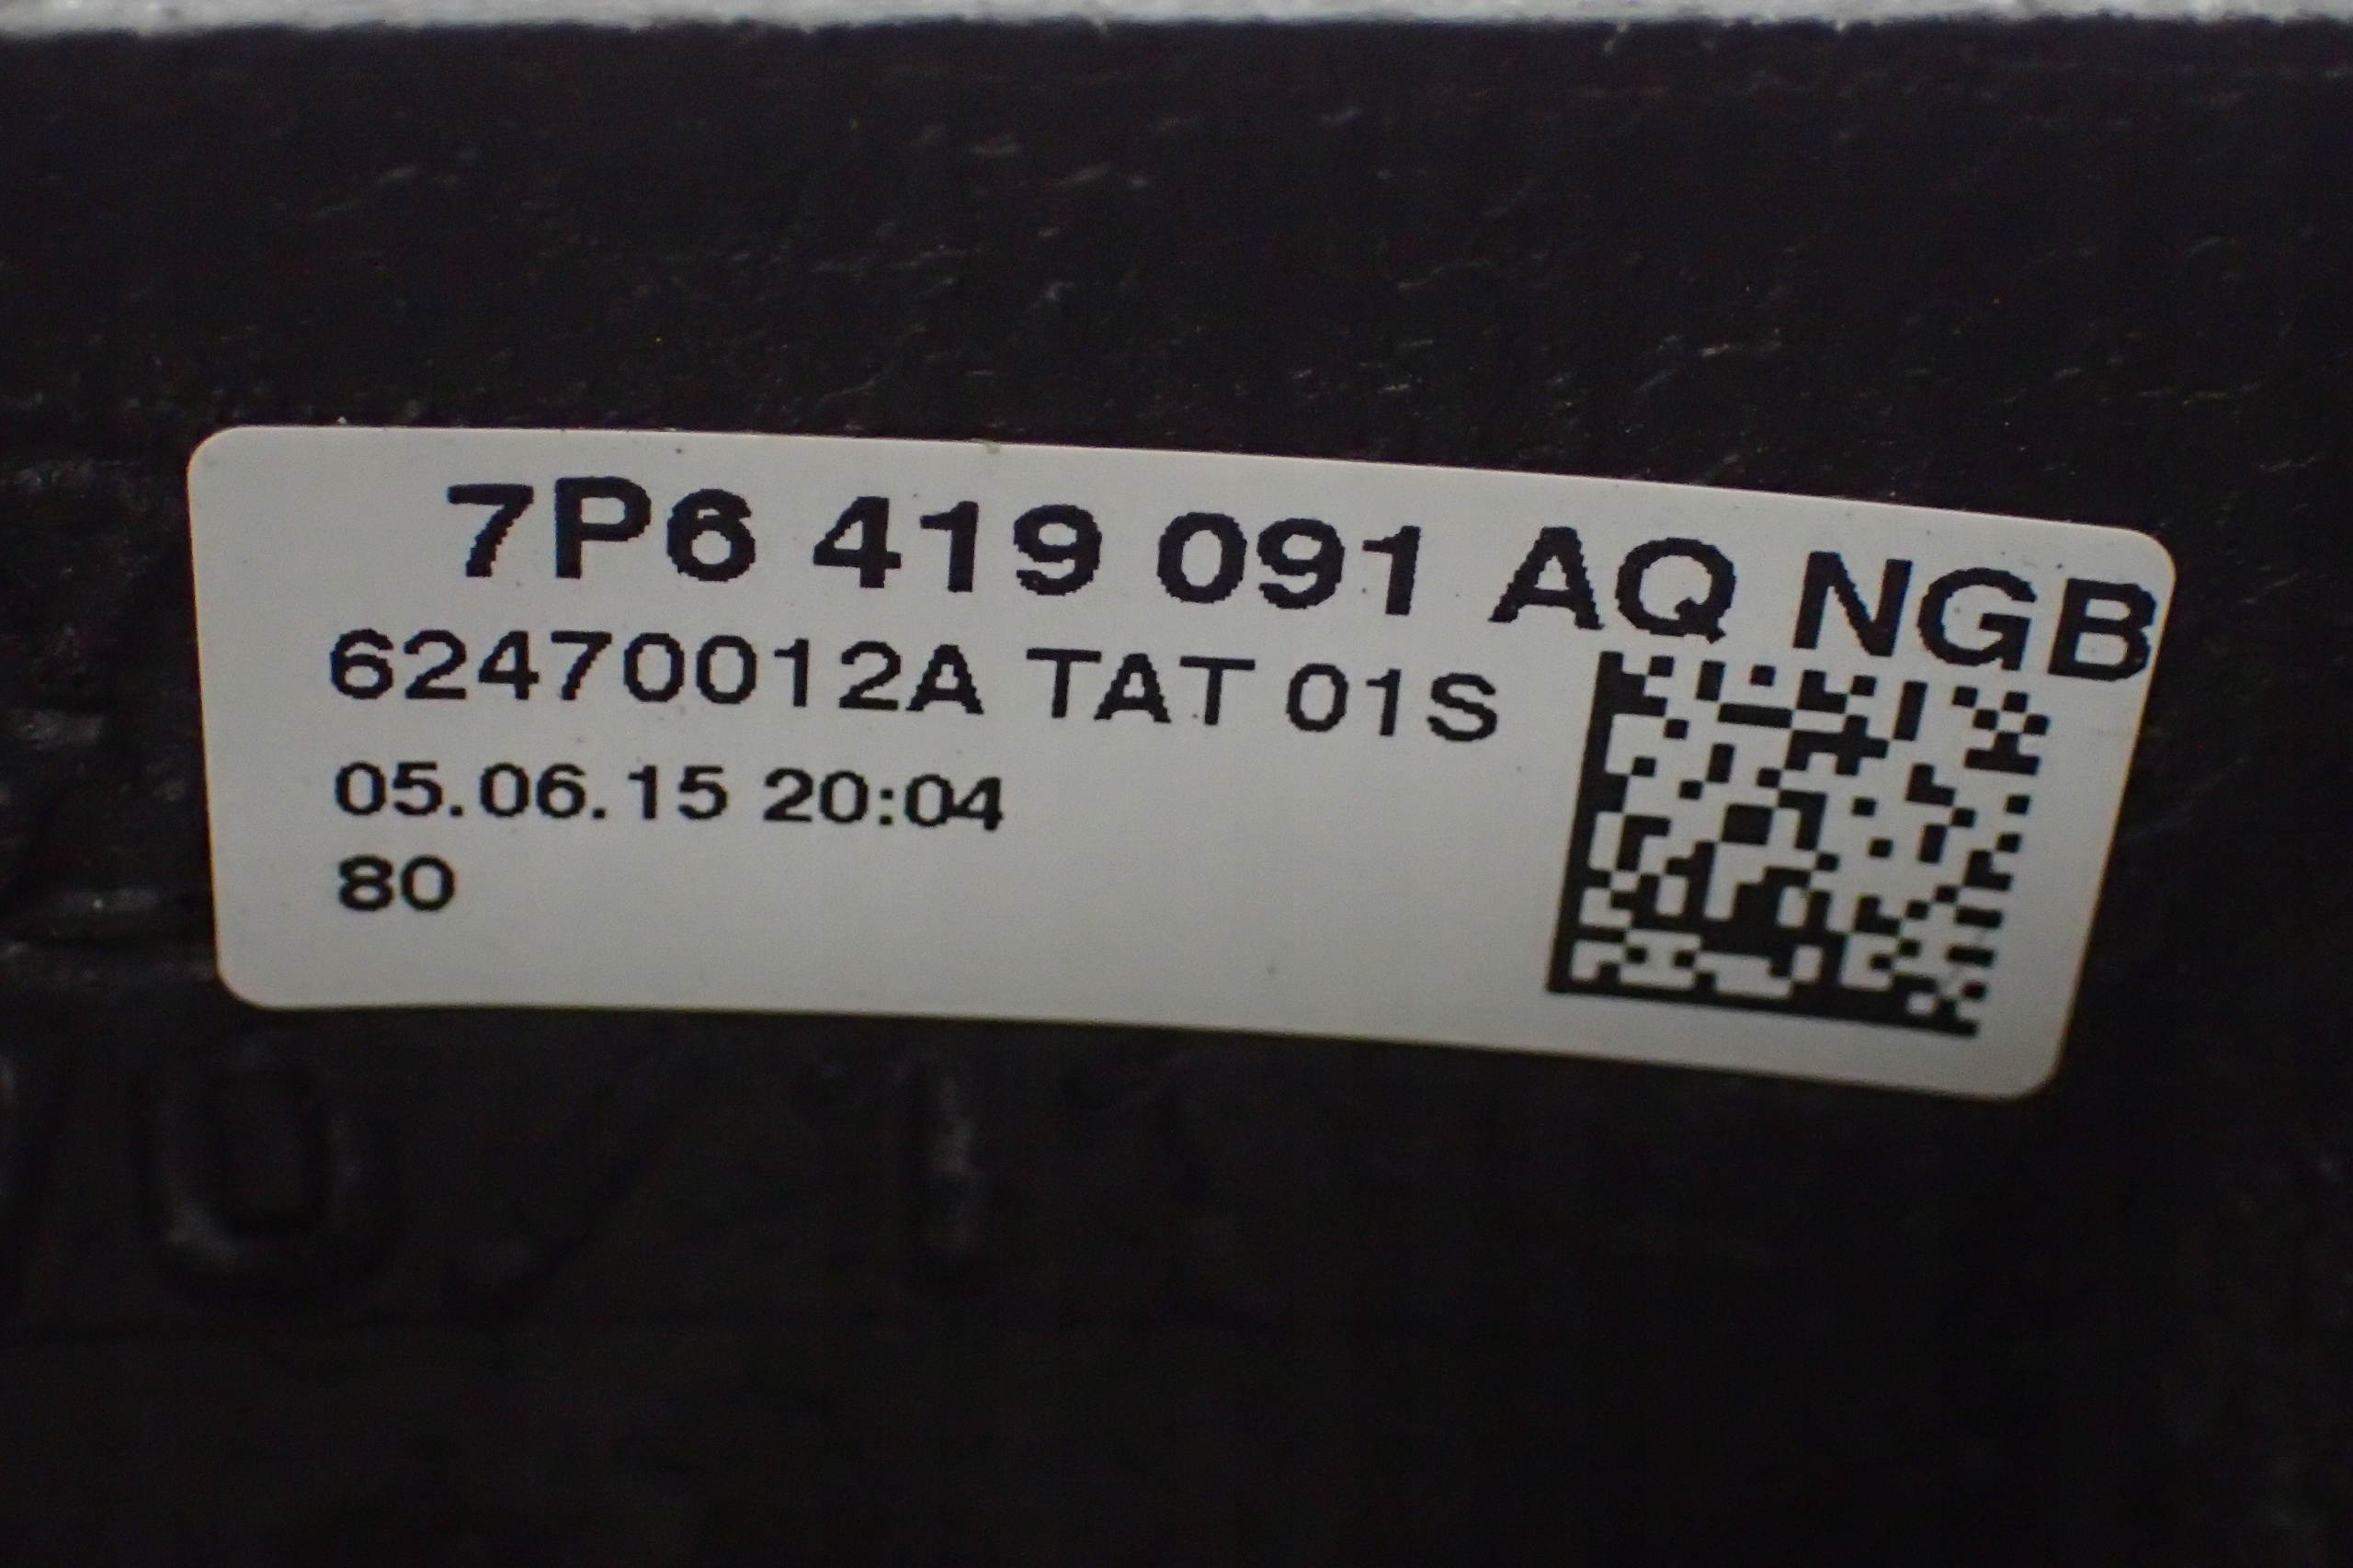 7P6 419 091 AQ NGB
62470012A TAT 01S
05.06.15 20:04
80